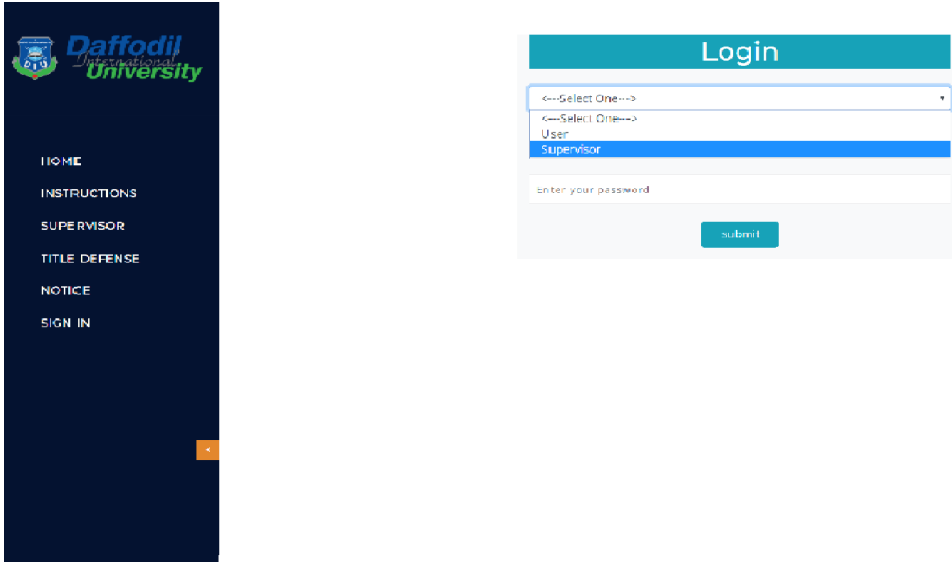 Daffodil
International
University
HOME
INSTRUCTIONS
SUPERVISOR
TITLE DEFENSE
NOTICE
SIGN IN
<
Login
<---Select One--->
<---Select One--->
User
Supervisor
Enter your password
submit